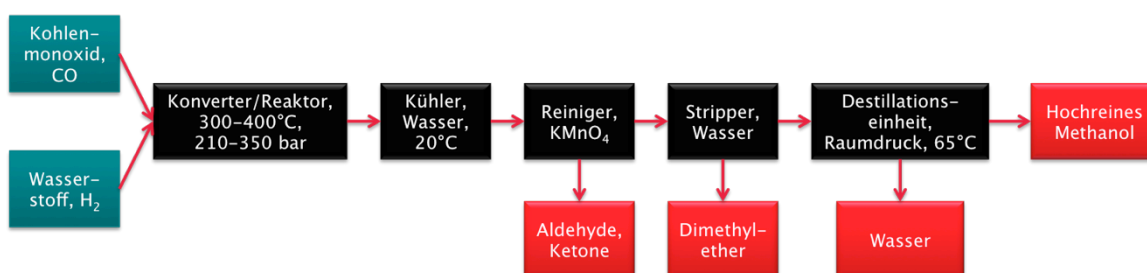 Kohlen-
monoxid,
CO
Wasser-
stoff, H₂
Konverter/Reaktor,
300–400°C,
210–350 bar
Kühler,
Wasser,
20°C
Reiniger,
KMnO₄
Stripper,
Wasser
Destillations-
einheit,
Raumdruck, 65°C
Hochreines
Methanol
Aldehyde,
Ketone
Dimethyl-
ether
Wasser